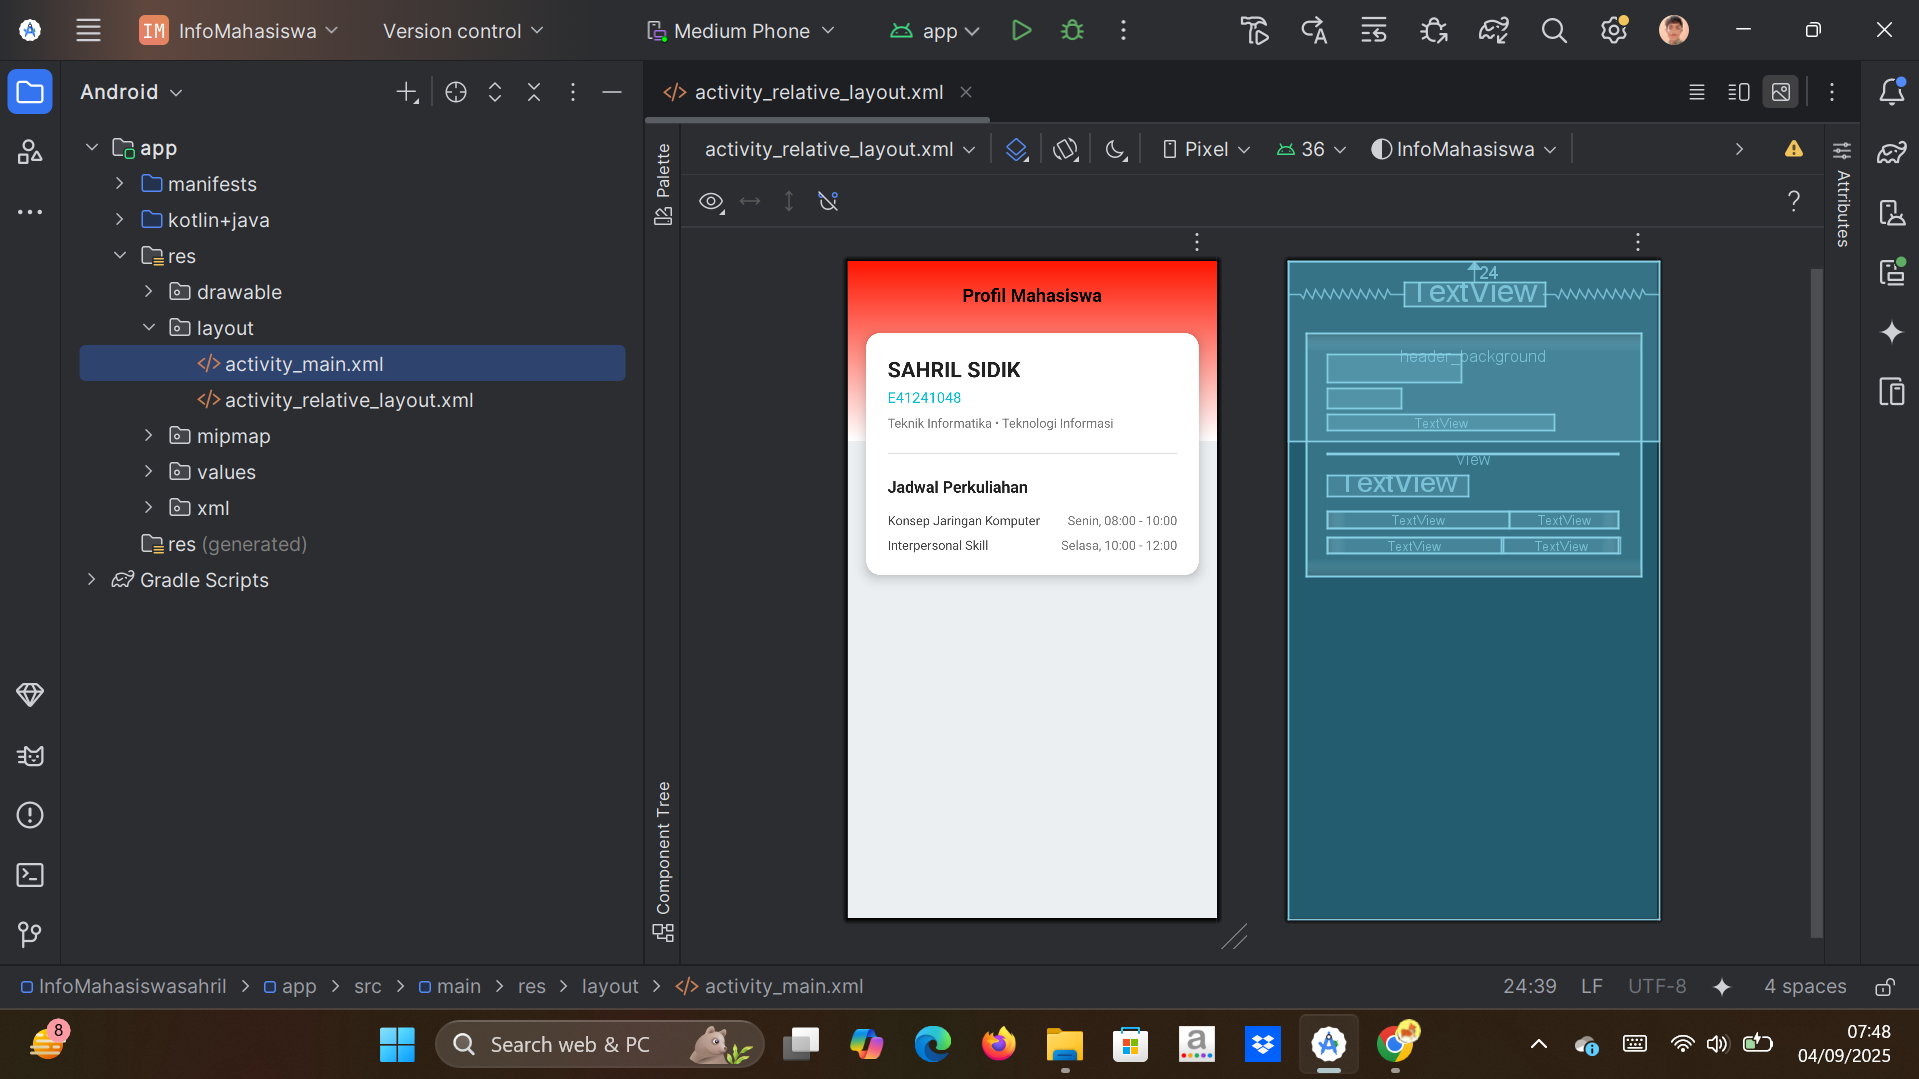 IM InfoMahasiswa
Version control
Medium Phone
app
Android
activity_relative_layout.xml
app
manifests
kotlin+java
res
drawable
layout
activity_main.xml
activity_relative_layout.xml
mipmap
values
xml
res (generated)
Gradle Scripts
Palette
Component Tree
activity_relative_layout.xml
Pixel
36
InfoMahasiswa
Attributes
?
Profil Mahasiswa
SAHRIL SIDIK
E41241048
Teknik Informatika • Teknologi Informasi
Jadwal Perkuliahan
Konsep Jaringan Komputer Senin, 08:00 - 10:00
Interpersonal Skill Selasa, 10:00 - 12:00
24
TextView
header_background
TextView
View
TextView
TextView TextView
TextView TextView
InfoMahasiswasahril > app > src > main > res > layout > activity_main.xml
24:39 LF UTF-8 4 spaces
8
Search web & PC
a
07:48
04/09/2025